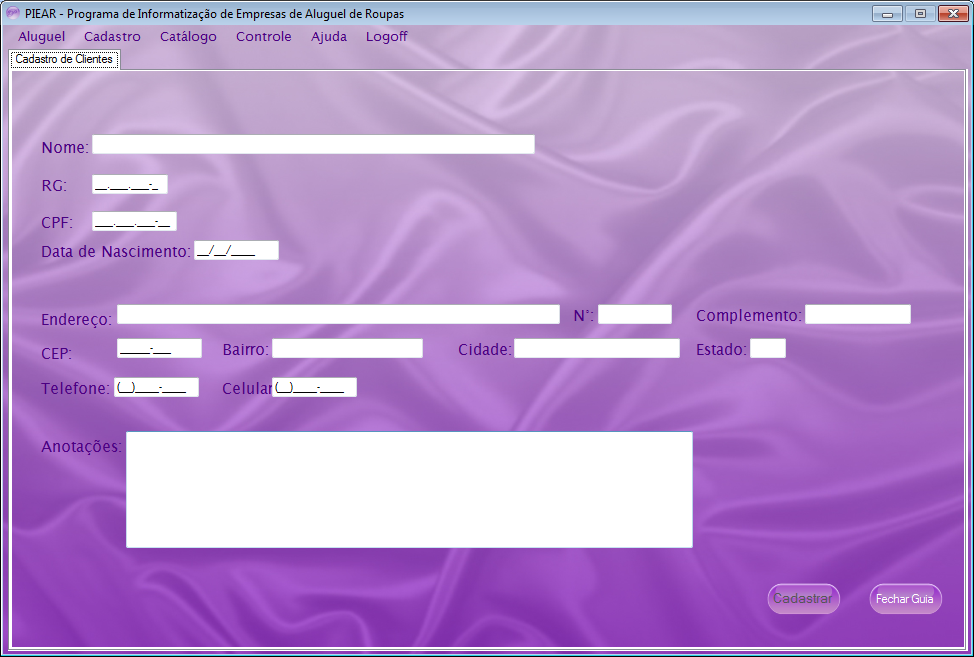 PIEAR - Programa de Informatização de Empresas de Aluguel de Roupas
Aluguel Cadastro Catálogo Controle Ajuda Logoff
Cadastro de Clientes
Nome:
RG: __.___.___-_
CPF: ___.___.___-__
Data de Nascimento: __/__/____
Endereço: N°: Complemento:
CEP: _____-___ Bairro: Cidade: Estado:
Telefone: (__)____-____ Celular (__)____-____
Anotações:
Cadastrar Fechar Guia